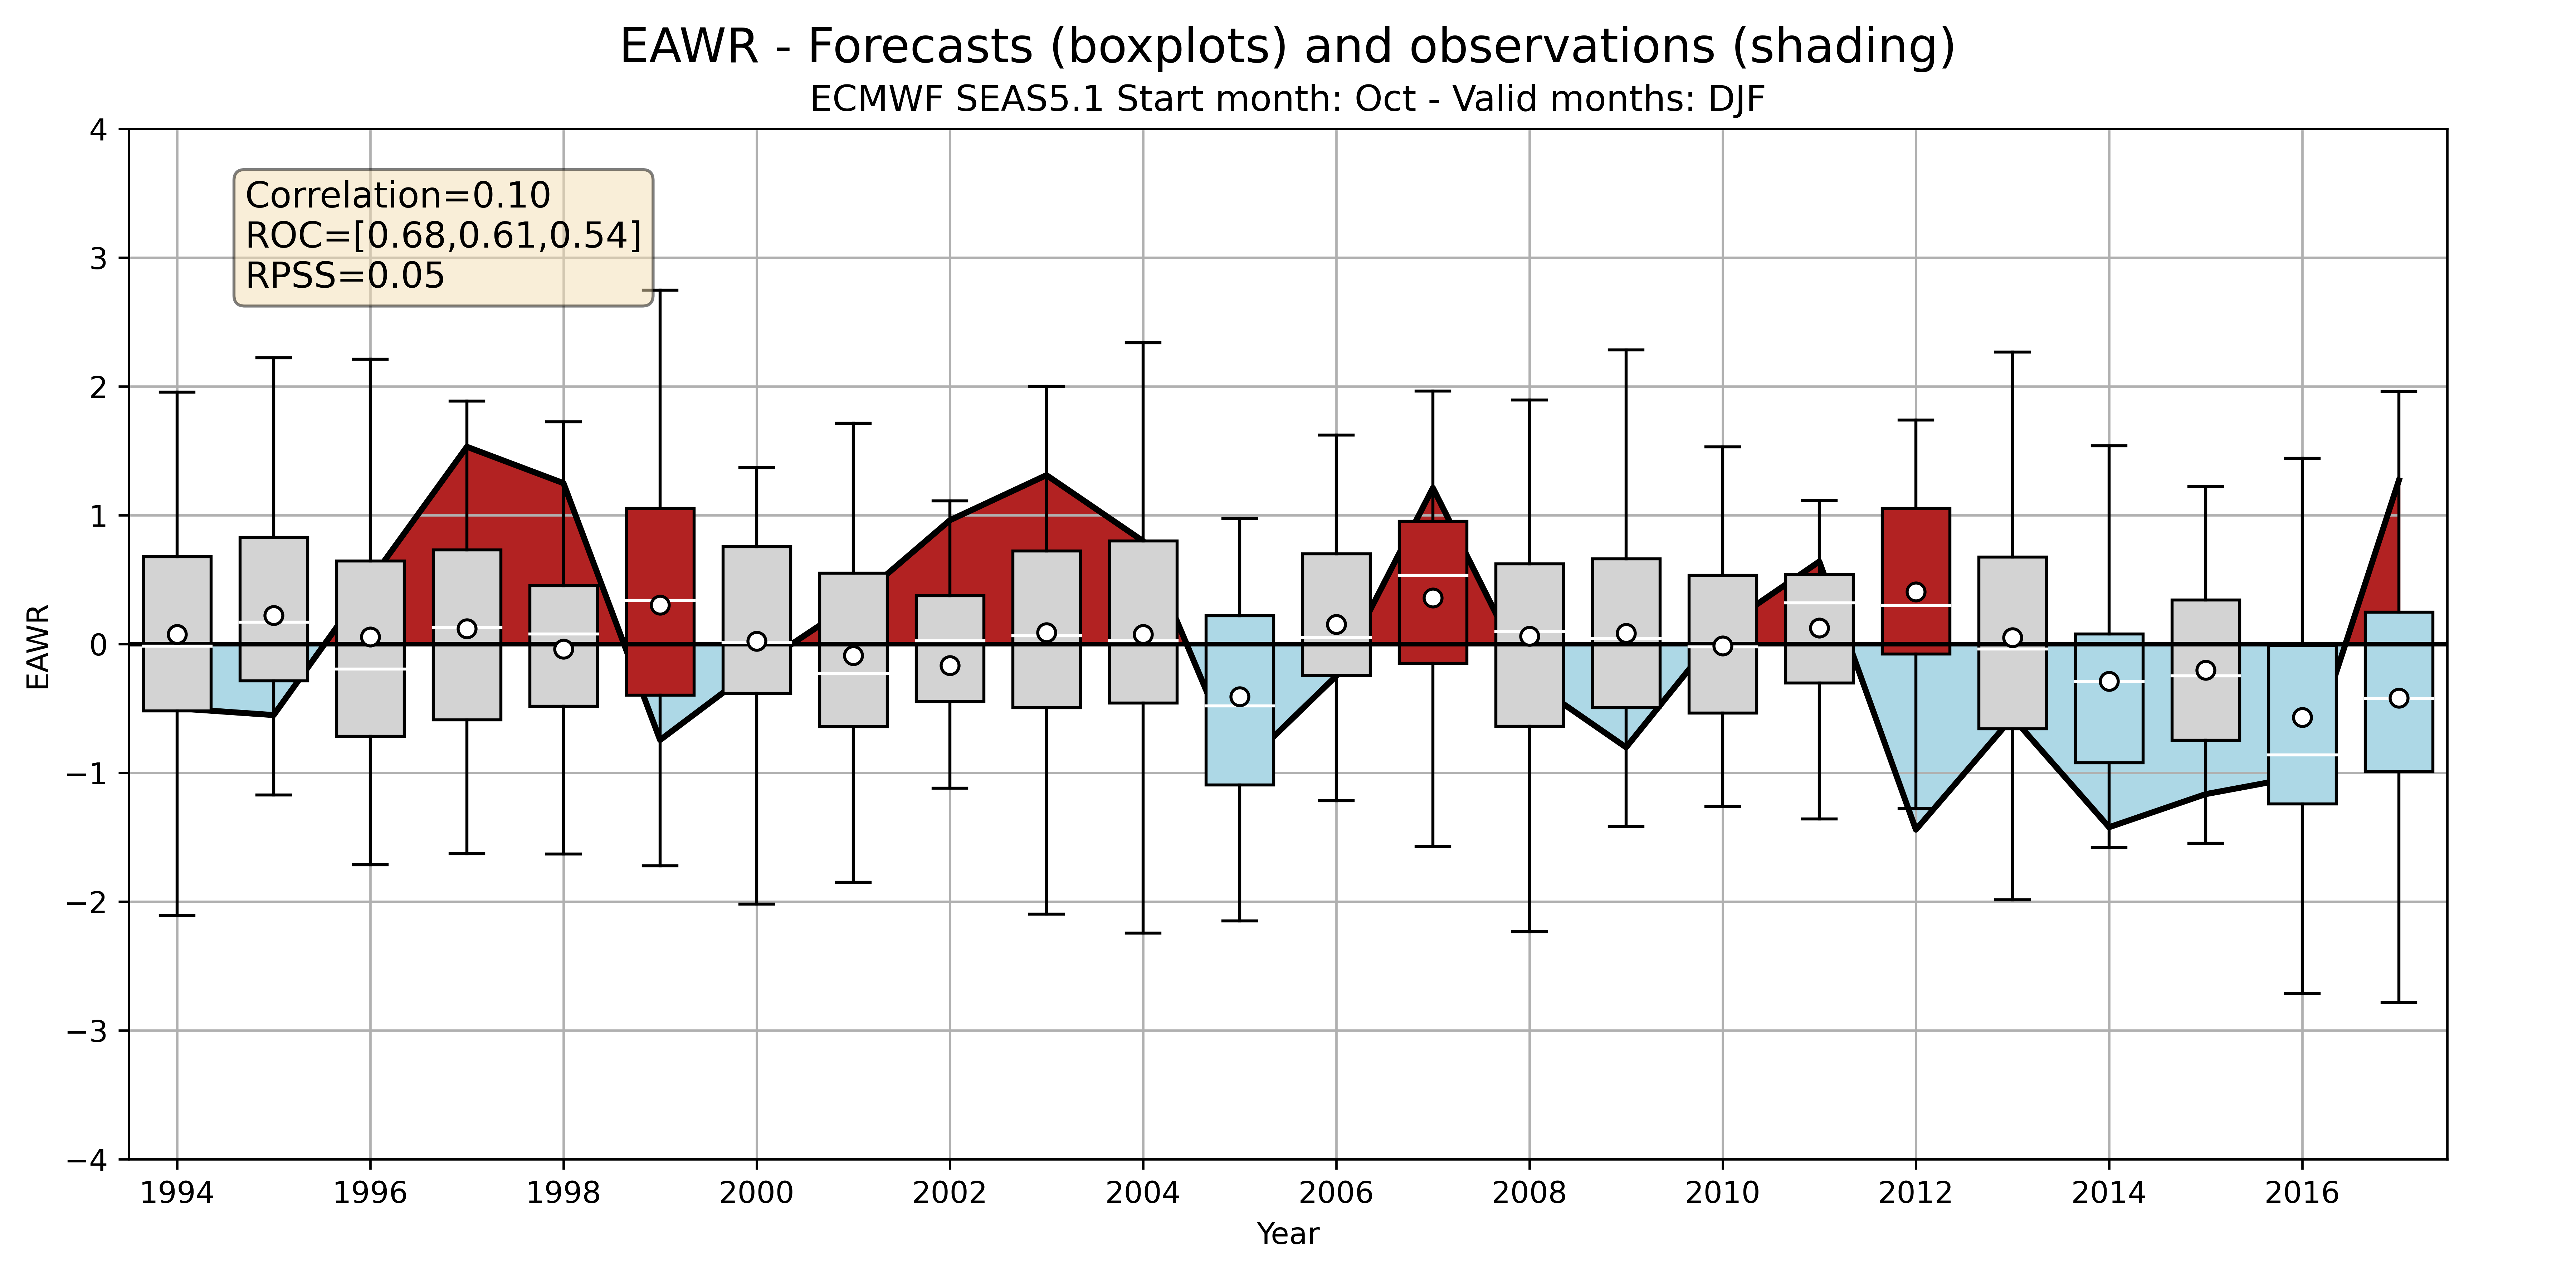 EAWR - Forecasts (boxplots) and observations (shading)
ECMWF SEAS5.1 Start month: Oct - Valid months: DJF
Correlation=0.10
ROC=[0.68,0.61,0.54]
RPSS=0.05
EAWR
4
3
2
1
0
−1
−2
−3
−4
1994 1996 1998 2000 2002 2004 2006 2008 2010 2012 2014 2016
Year